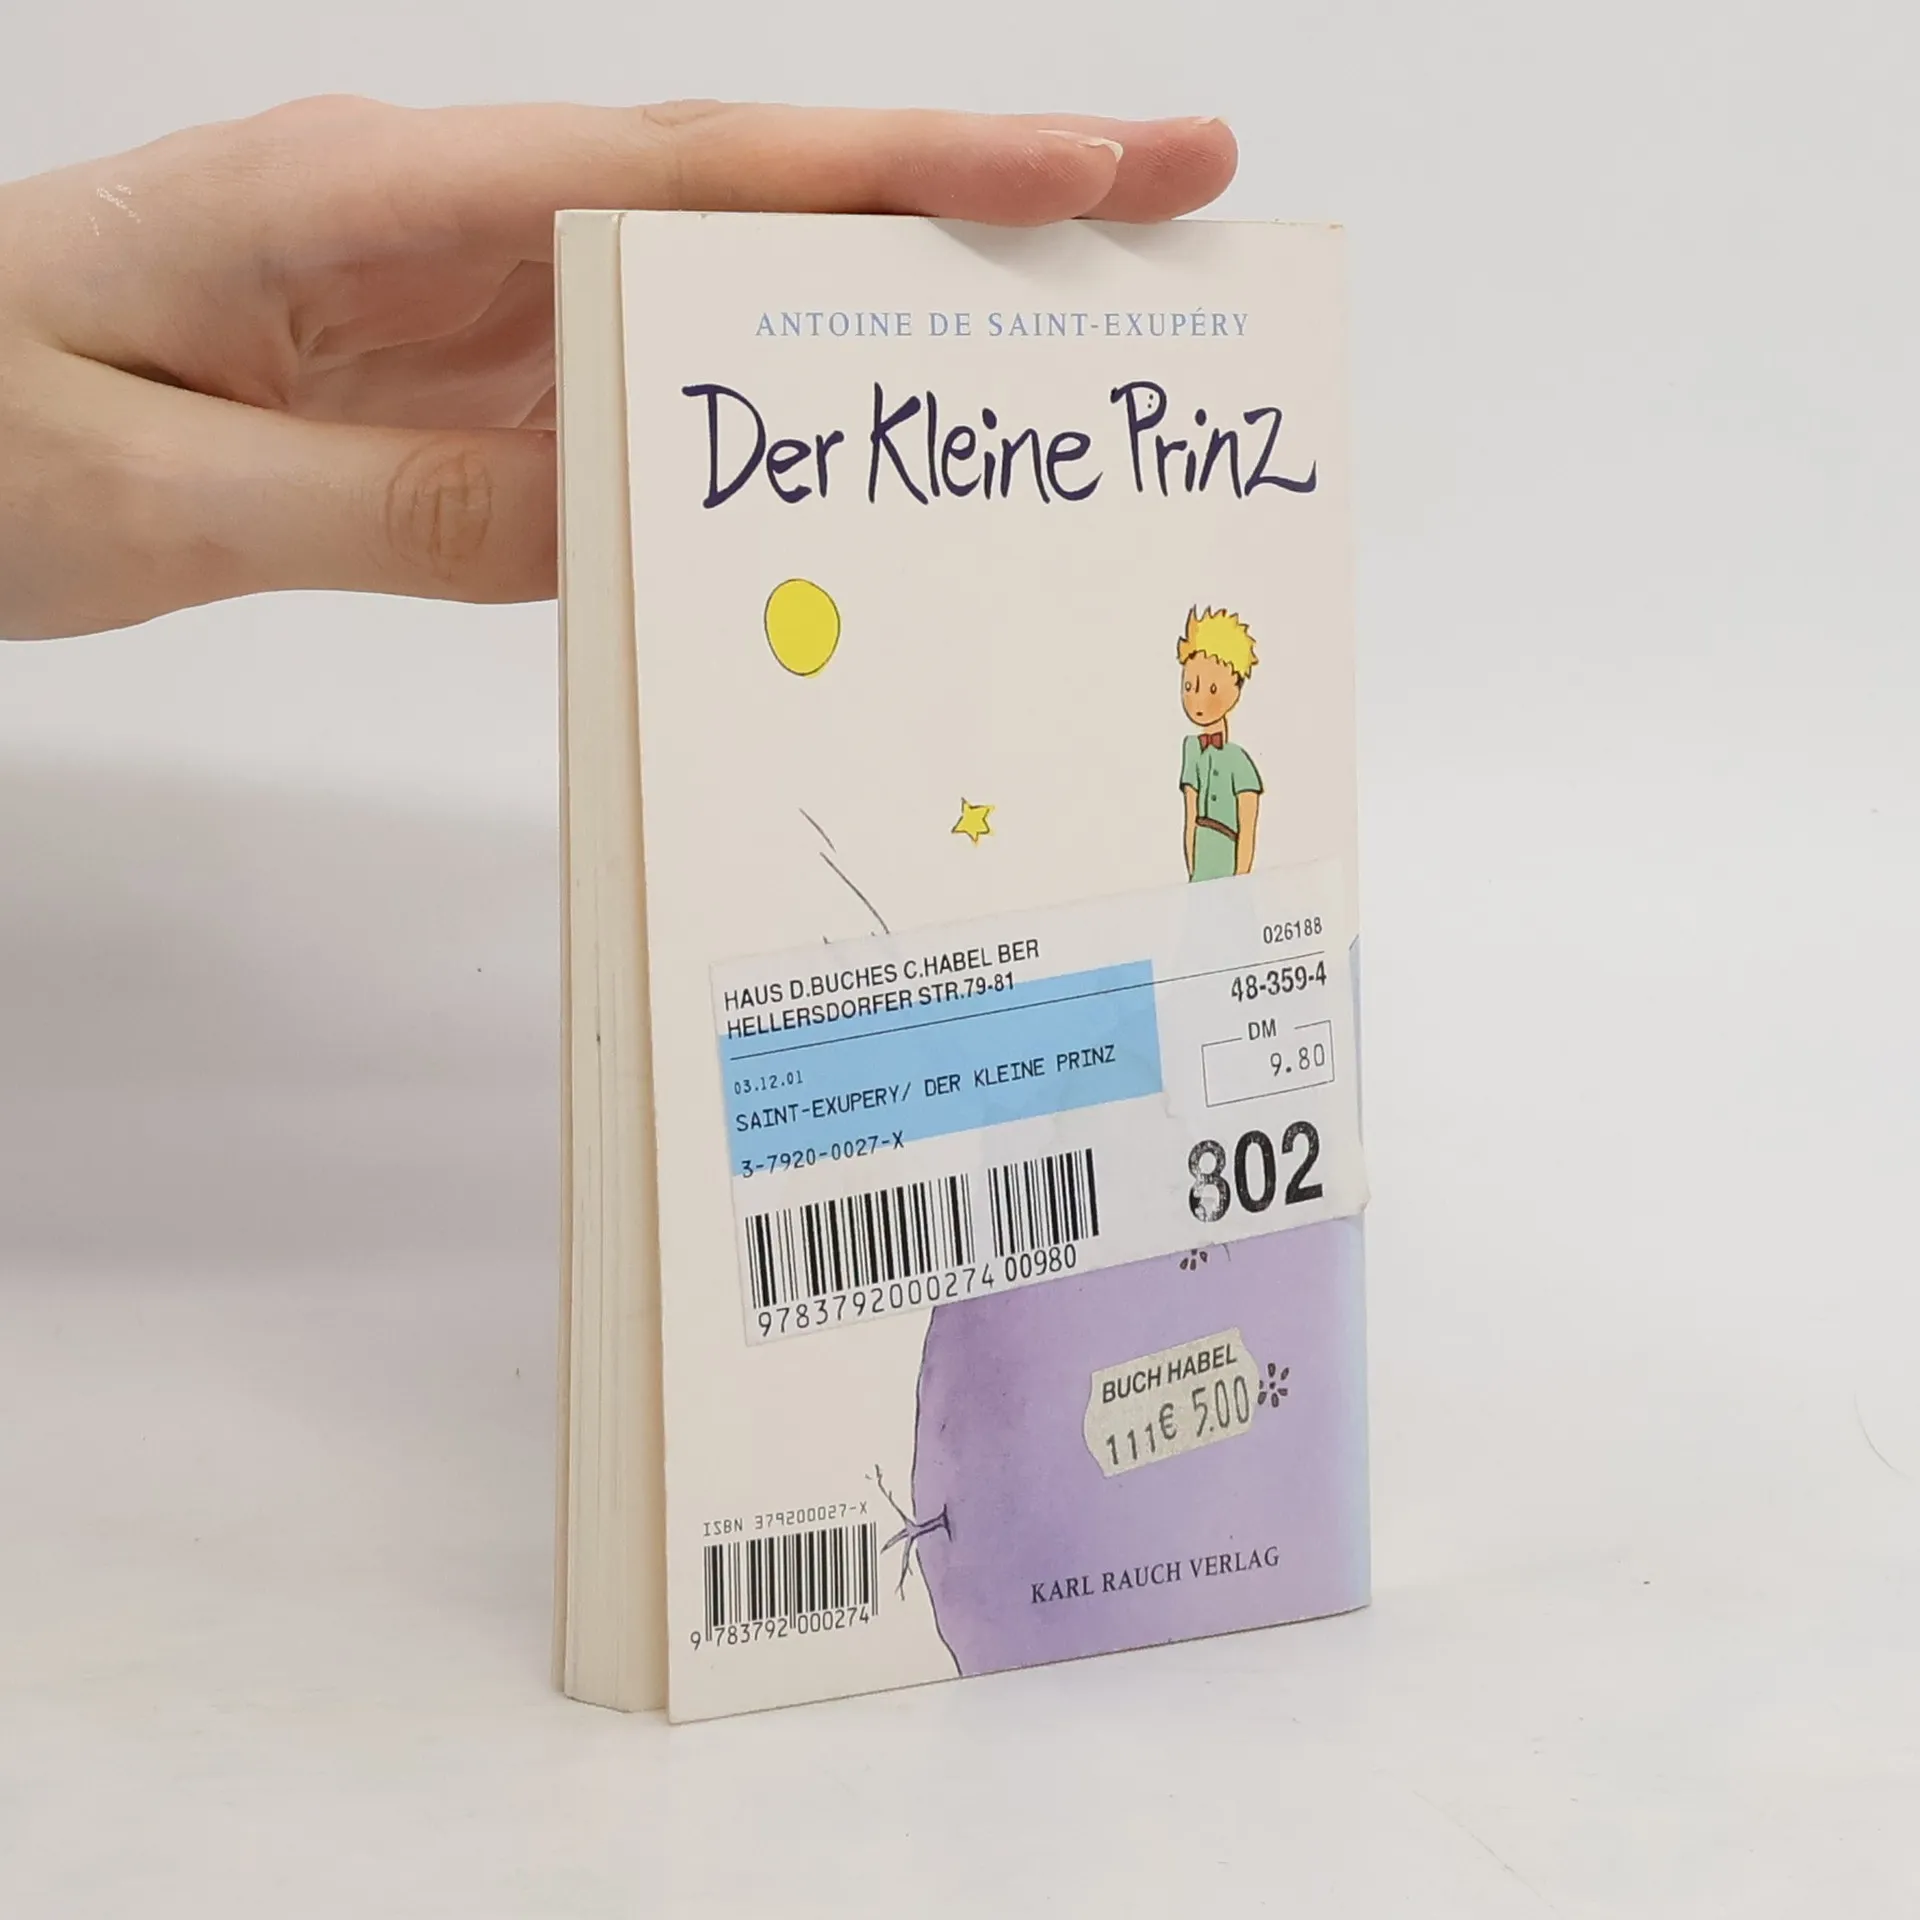 ANTOINE DE SAINT-EXUPÉRY
Der Kleine Prinz
HAUS D.BUCHES C.HABEL BER
026188
HELLERSDORFER STR.79-81
48-359-4
DM
9.80
03.12.01
SAINT-EXUPERY/ DER KLEINE PRINZ
3-7920-0027-X
802
9783792000274 00980
BUCH HABEL
111€ 5.00
ISBN 379200027-X
9 783792 000274
KARL RAUCH VERLAG